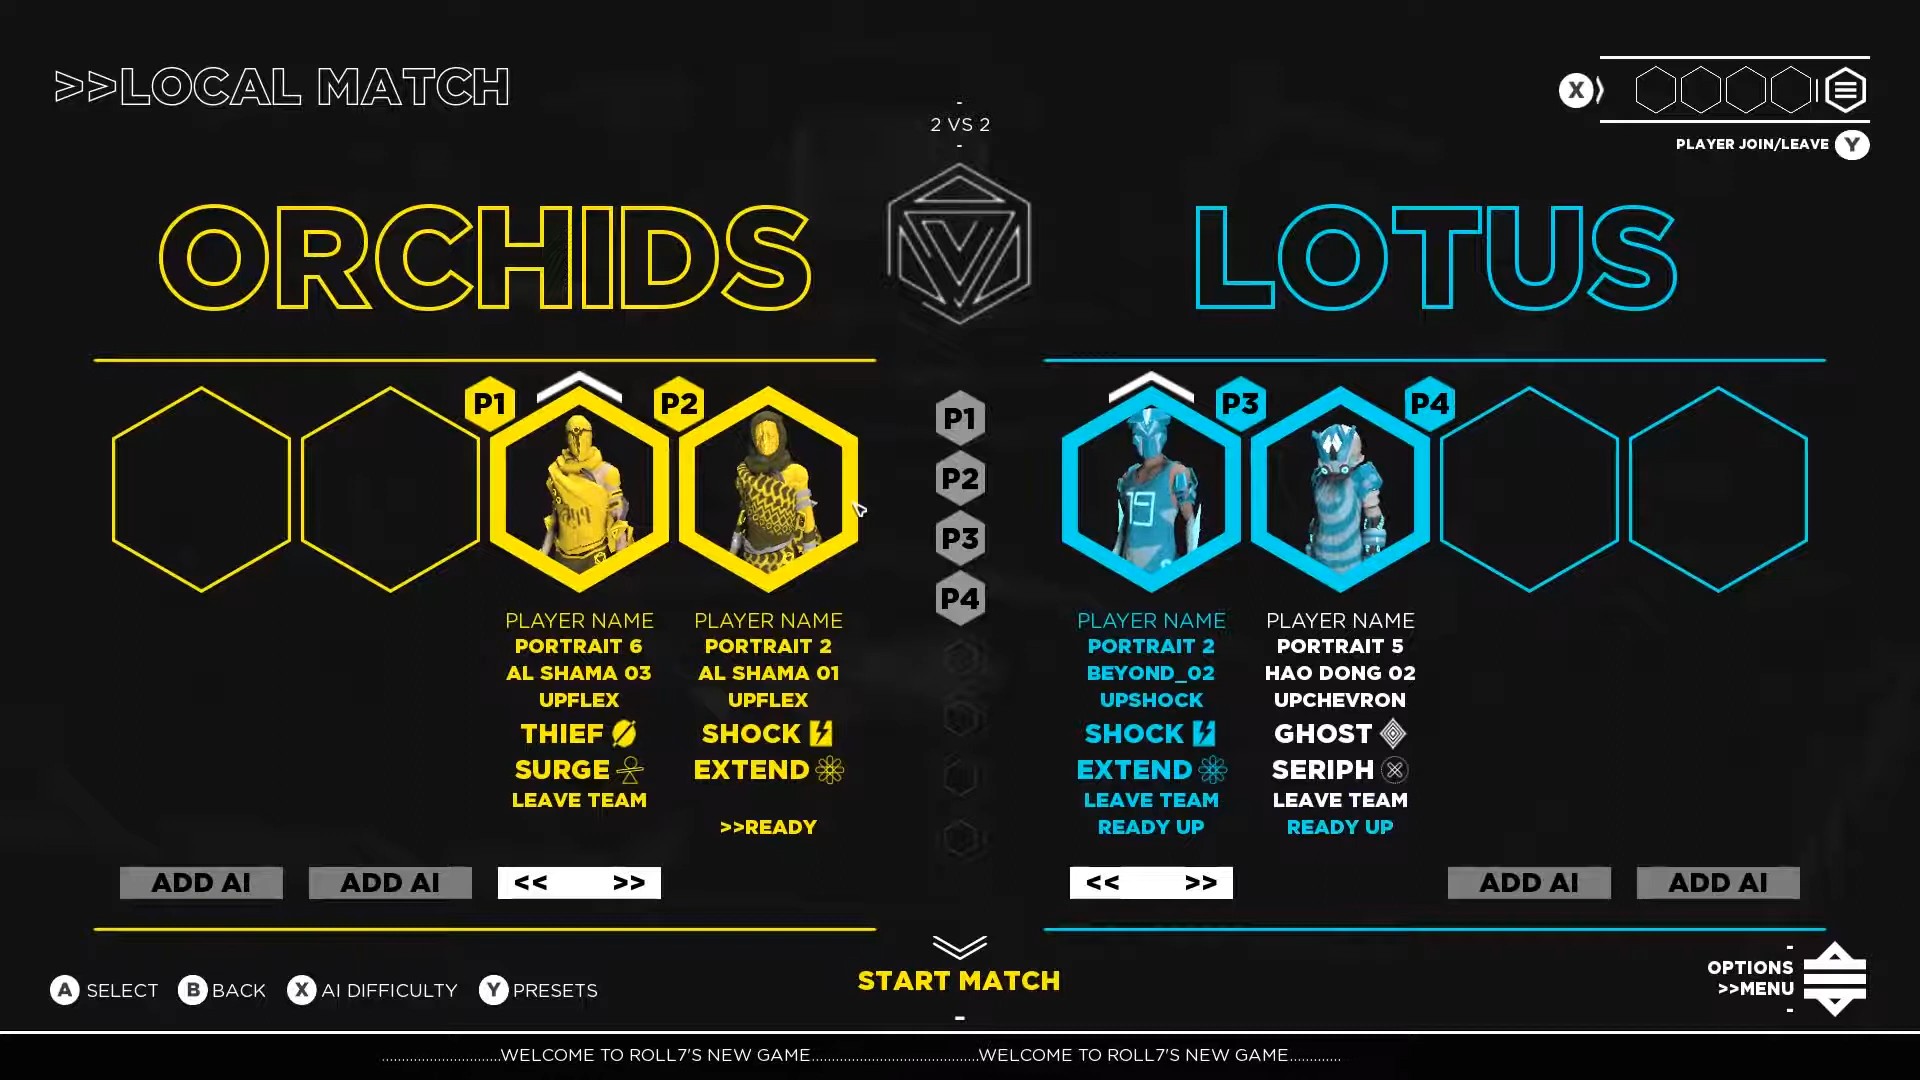 >>LOCAL MATCH
X
PLAYER JOIN/LEAVE Y
-
2 VS 2
-
ORCHIDS
LOTUS
P1
P2
P1
P2
P3
P4
P3
P4
19
PLAYER NAME
PORTRAIT 6
AL SHAMA 03
UPFLEX
THIEF
SURGE
LEAVE TEAM
PLAYER NAME
PORTRAIT 2
AL SHAMA 01
UPFLEX
SHOCK
EXTEND
>>READY
PLAYER NAME
PORTRAIT 2
BEYOND_02
UPSHOCK
SHOCK
EXTEND
LEAVE TEAM
READY UP
PLAYER NAME
PORTRAIT 5
HAO DONG 02
UPCHEVRON
GHOST
SERIPH
LEAVE TEAM
READY UP
ADD AI
ADD AI
<< >>
<< >>
ADD AI
ADD AI
START MATCH
-
A SELECT B BACK X AI DIFFICULTY Y PRESETS
-
OPTIONS
>>MENU
-
...............................WELCOME TO ROLL7'S NEW GAME............................................WELCOME TO ROLL7'S NEW GAME.............